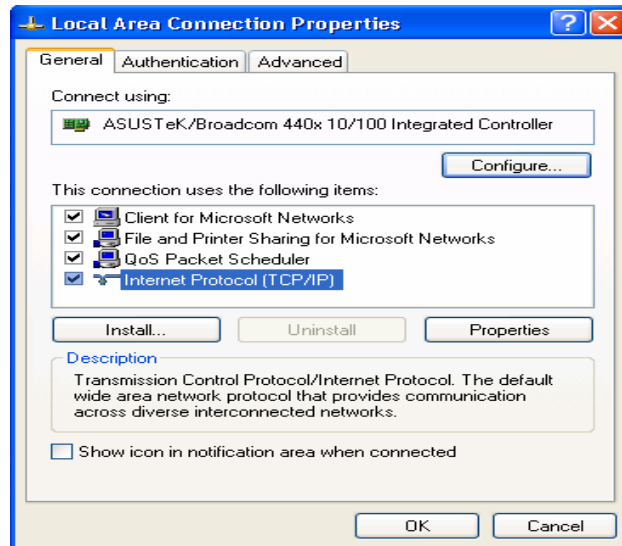 Local Area Connection Properties
General Authentication Advanced
Connect using:
ASUSTeK/Broadcom 440x 10/100 Integrated Controller
Configure...
This connection uses the following items:
Client for Microsoft Networks
File and Printer Sharing for Microsoft Networks
QoS Packet Scheduler
Internet Protocol (TCP/IP)
Install... Uninstall Properties
Description
Transmission Control Protocol/Internet Protocol. The default
wide area network protocol that provides communication
across diverse interconnected networks.
Show icon in notification area when connected
OK Cancel